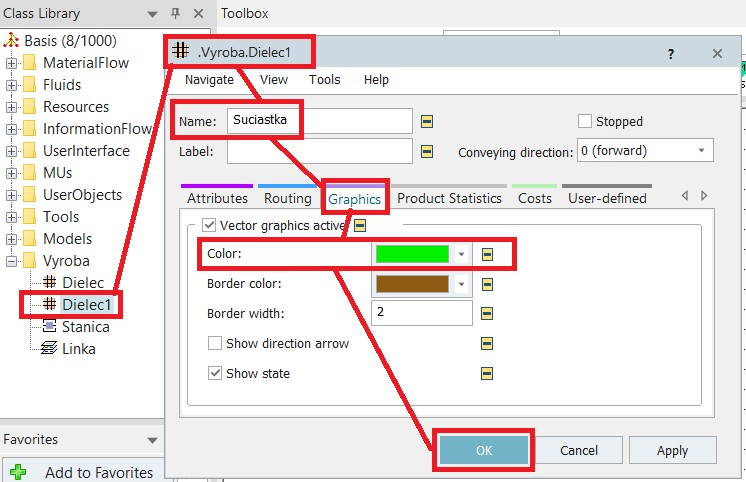 Class Library
Toolbox
Basis (8/1000)
MaterialFlow
Fluids
Resources
InformationFlow
UserInterface
MUs
UserObjects
Tools
Models
Vyroba
Dielec
Dielec1
Stanica
Linka
Favorites
Add to Favorites
.Vyroba.Dielec1
?
Navigate View Tools Help
Name: Suciastka
Stopped
Label:
Conveying direction: 0 (forward)
Attributes Routing Graphics Product Statistics Costs User-defined
Vector graphics active
Color:
Border color:
Border width: 2
Show direction arrow
Show state
OK Cancel Apply